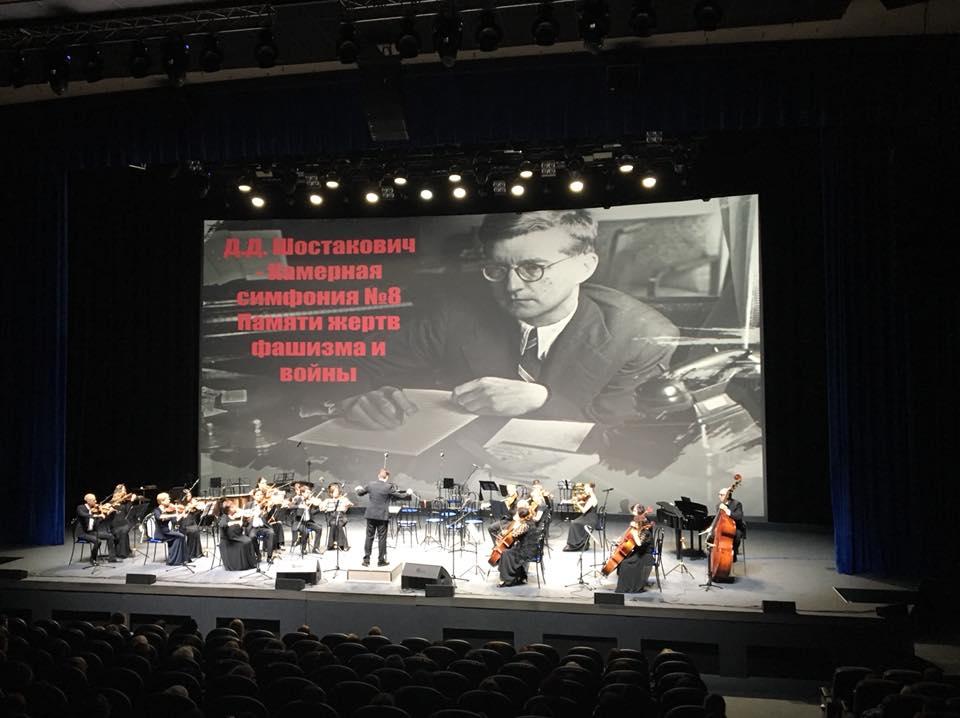 Д.Д. Шостакович
- Камерная
симфония №8
Памяти жертв
фашизма и
войны